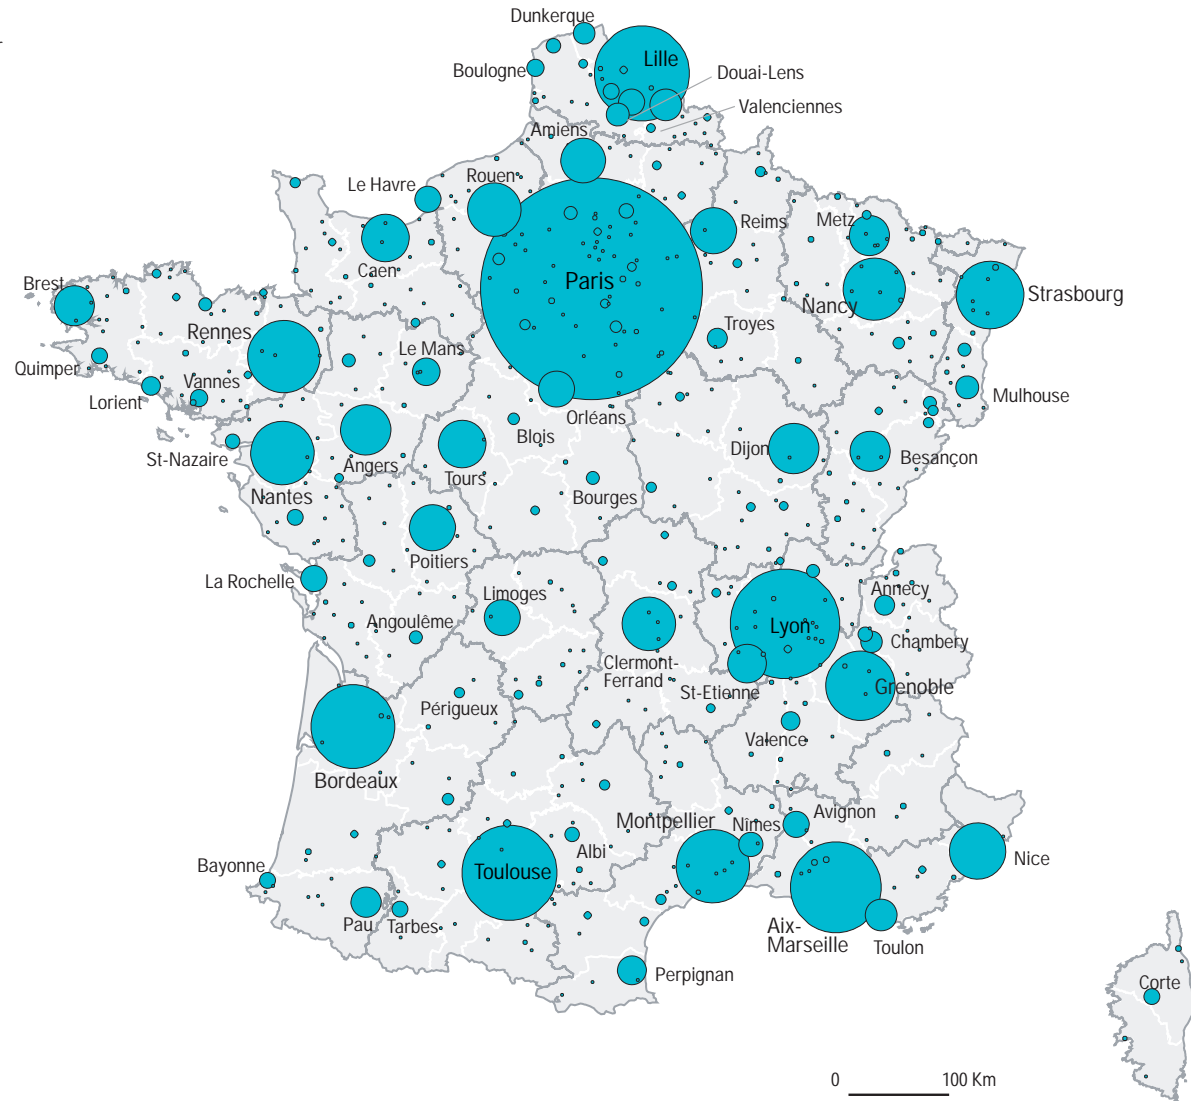 Dunkerque
Lille
Boulogne
Douai-Lens
Valenciennes
Amiens
Rouen
Le Havre
Reims
Metz
Caen
Paris
Brest
Nancy
Strasbourg
Rennes
Troyes
Le Mans
Quimper
Vannes
Lorient
Mulhouse
Orléans
Blois
St-Nazaire
Angers
Tours
Dijon
Besançon
Nantes
Bourges
Poitiers
La Rochelle
Limoges
Annecy
Angoulême
Lyon
Chambery
Clermont-
Ferrand
St-Etienne
Grenoble
Périgueux
Valence
Bordeaux
Montpellier
Nîmes
Avignon
Albi
Nice
Bayonne
Toulouse
Pau
Tarbes
Aix-
Marseille
Toulon
Perpignan
Corte
0 100 Km